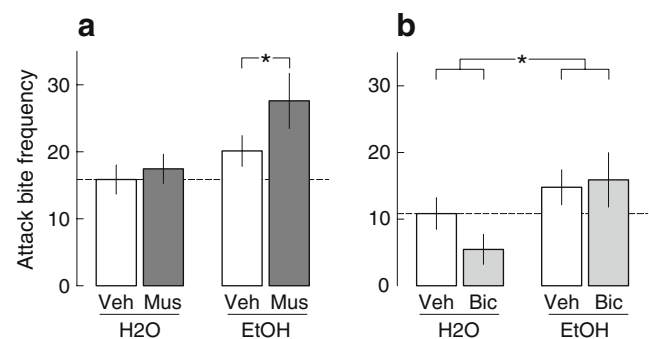 a
b
Attack bite frequency
30
20
10
0
*
Veh Mus Veh Mus
H2O EtOH
30
20
10
0
*
Veh Bic Veh Bic
H2O EtOH